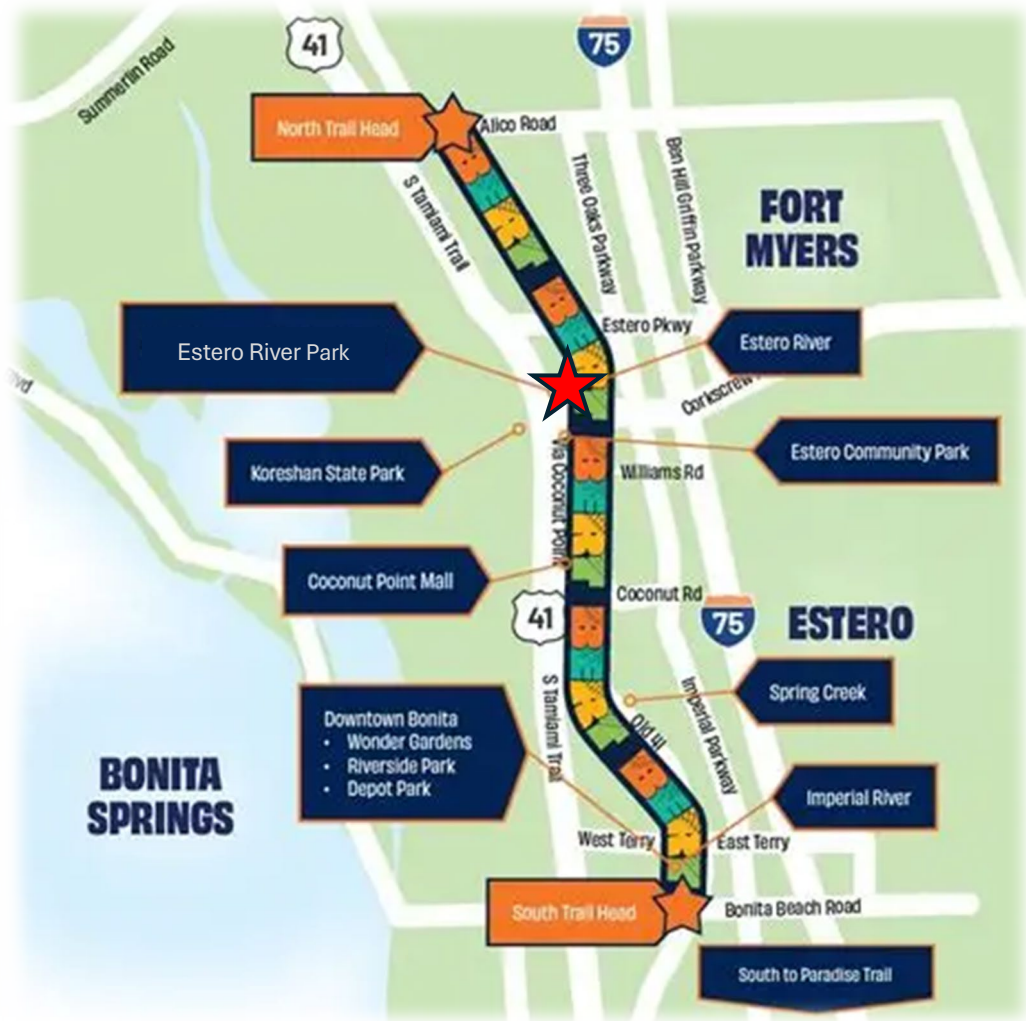 41
75
Summerlin Road
North Trail Head
Alico Road
S Tamiami Trail
Three Oaks Parkway
Ben Hill Griffin Parkway
FORT
MYERS
Estero River Park
Estero Pkwy
Estero River
Corkscrew
Koreshan State Park
Estero Community Park
Via Coconut Point
Williams Rd
Coconut Point Mall
Coconut Rd
41
75
ESTERO
S Tamiami Trail
Imperial Parkway
Spring Creek
Old
Downtown Bonita
• Wonder Gardens
• Riverside Park
• Depot Park
BONITA
SPRINGS
Imperial River
West Terry
East Terry
South Trail Head
Bonita Beach Road
South to Paradise Trail